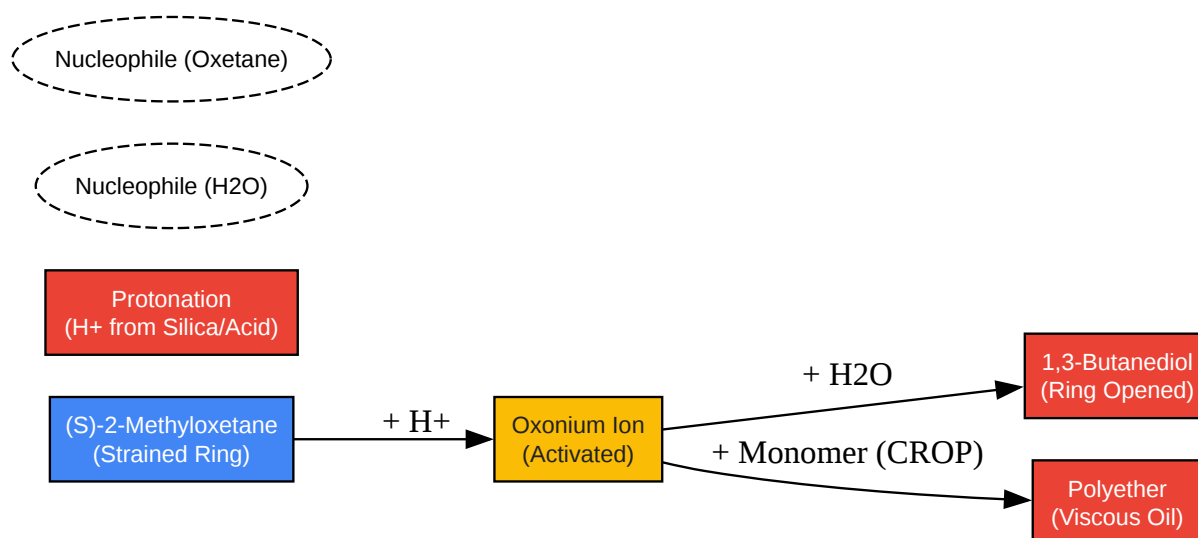 Nucleophile (Oxetane)
Nucleophile (H2O)
Protonation
(H+ from Silica/Acid)
(S)-2-Methyloxetane
(Strained Ring)
+ H+
Oxonium Ion
(Activated)
+ H2O
+ Monomer (CROP)
1,3-Butanediol
(Ring Opened)
Polyether
(Viscous Oil)